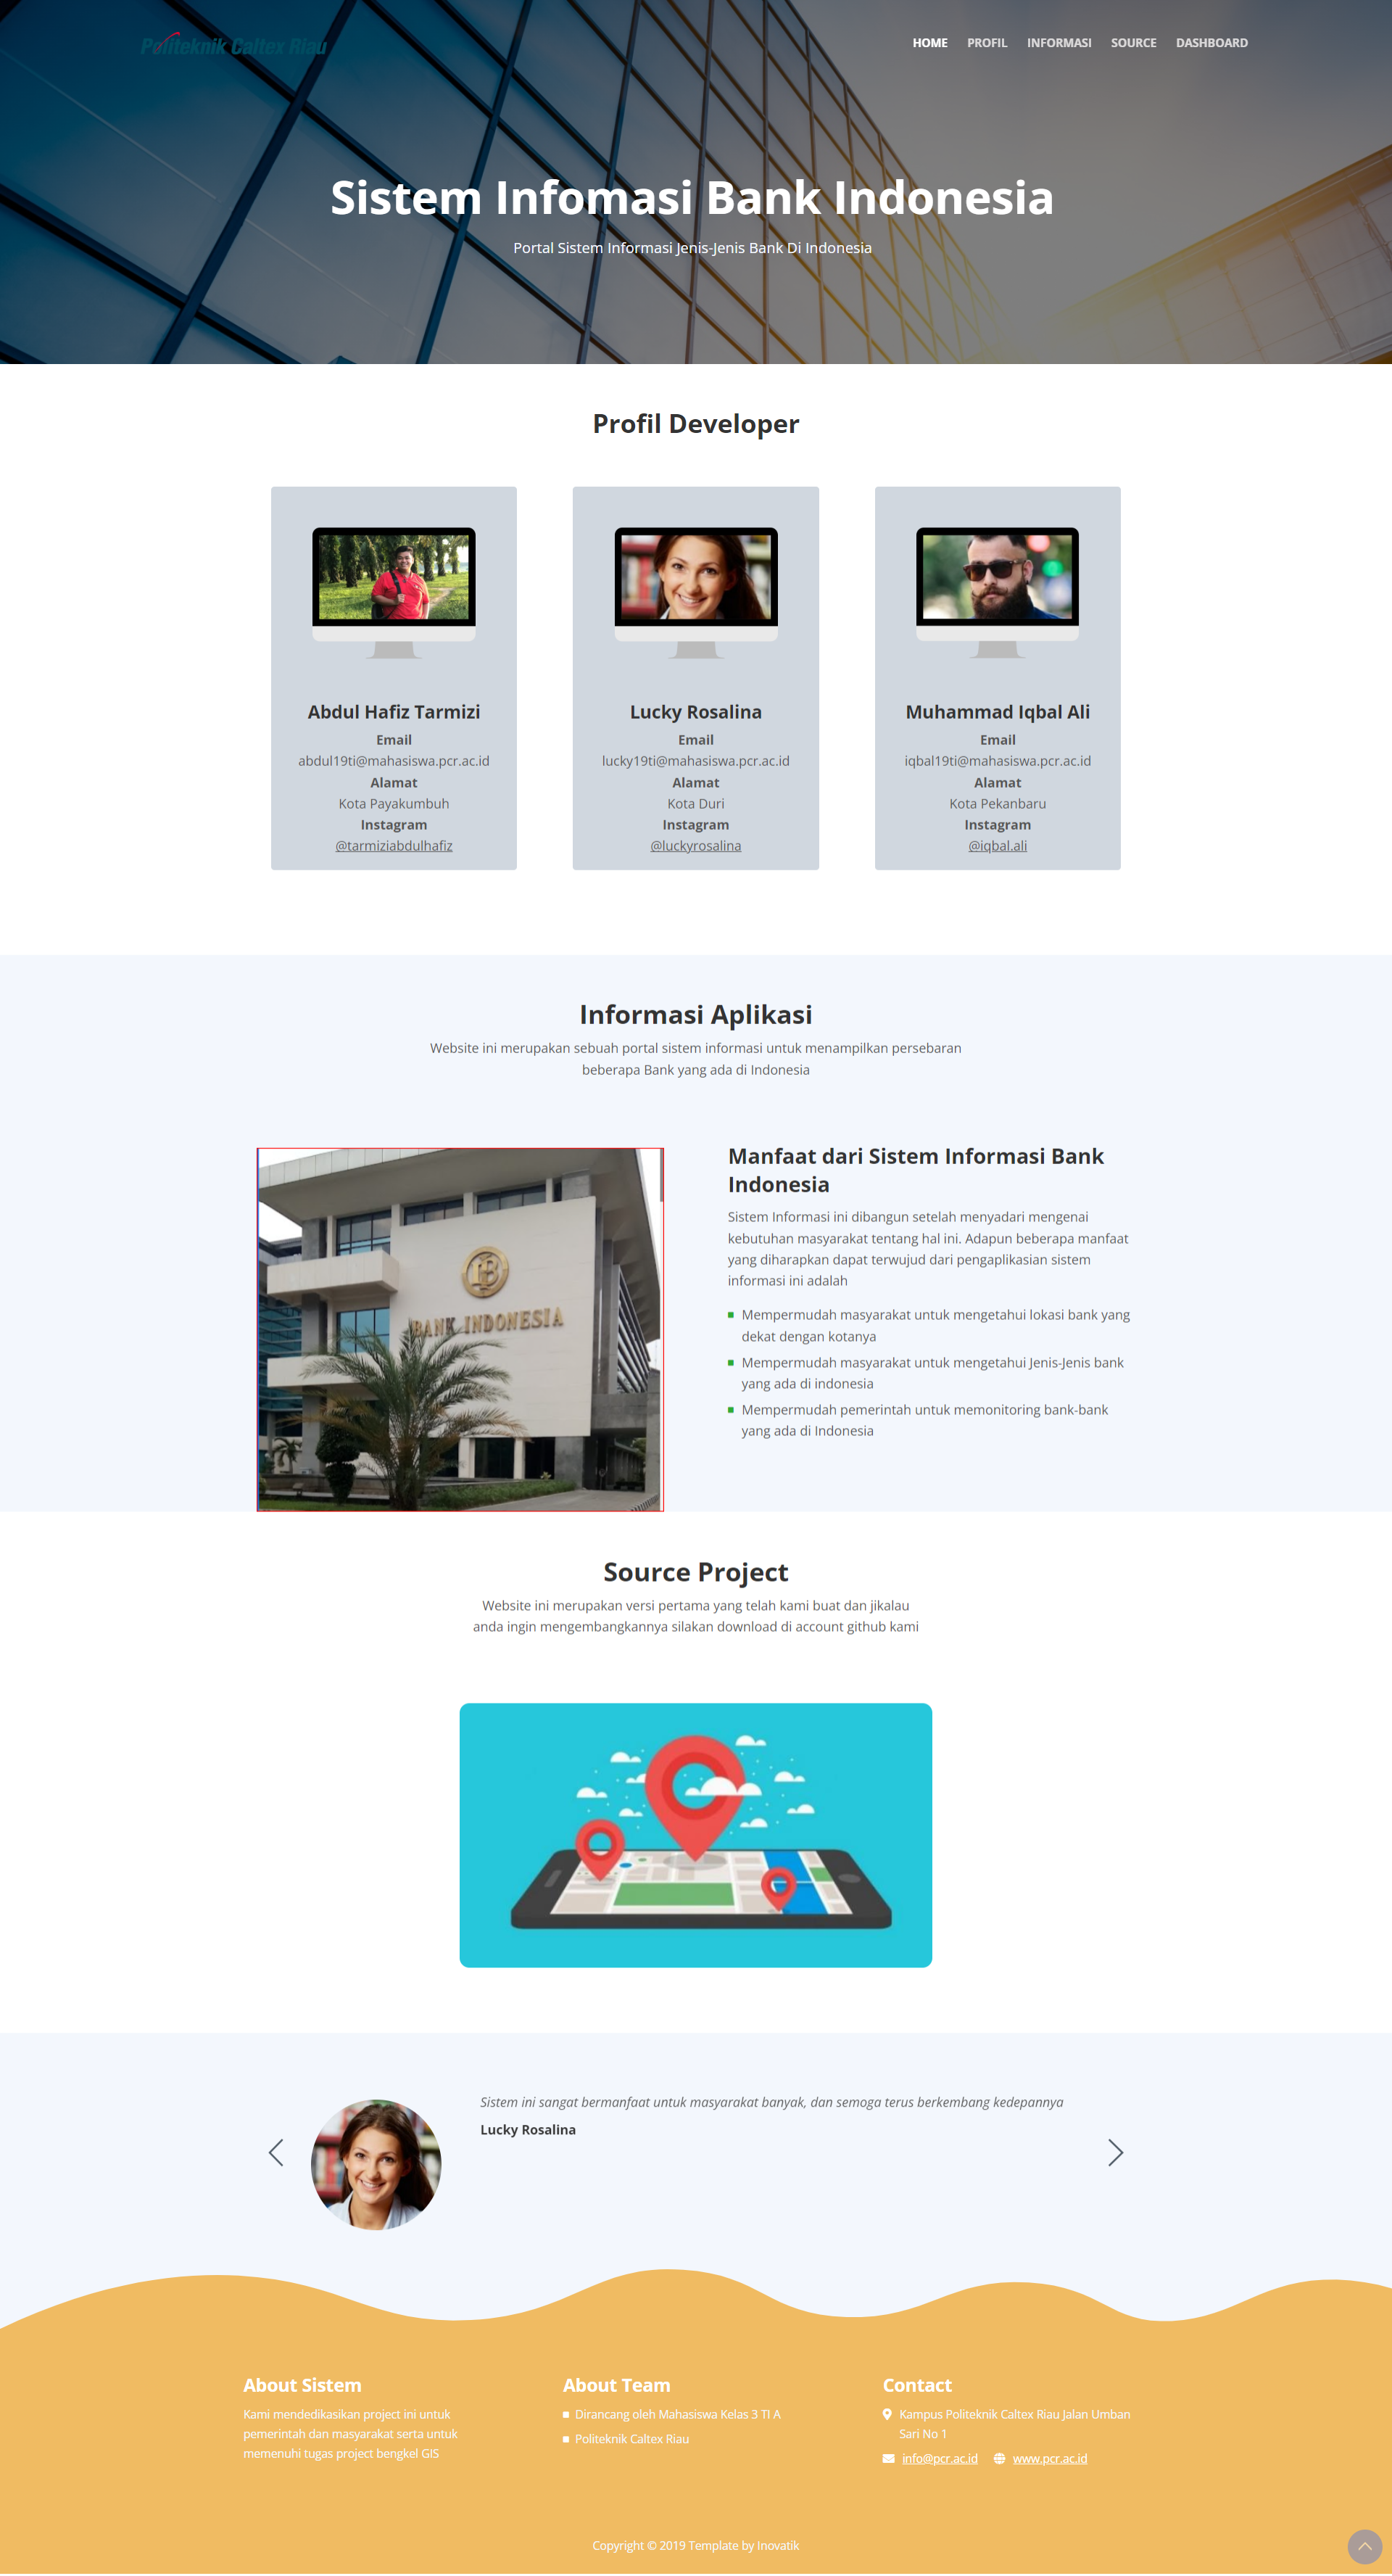 Politeknik Caltex Riau
HOME PROFIL INFORMASI SOURCE DASHBOARD
Sistem Infomasi Bank Indonesia
Portal Sistem Informasi Jenis-Jenis Bank Di Indonesia
Profil Developer
Abdul Hafiz Tarmizi
Email
abdul19ti@mahasiswa.pcr.ac.id
Alamat
Kota Payakumbuh
Instagram
@tarmiziabdulhafiz
Lucky Rosalina
Email
lucky19ti@mahasiswa.pcr.ac.id
Alamat
Kota Duri
Instagram
@luckyrosalina
Muhammad Iqbal Ali
Email
iqbal19ti@mahasiswa.pcr.ac.id
Alamat
Kota Pekanbaru
Instagram
@iqbal.ali
Informasi Aplikasi
Website ini merupakan sebuah portal sistem informasi untuk menampilkan persebaran
beberapa Bank yang ada di Indonesia
BANK INDONESIA
Manfaat dari Sistem Informasi Bank
Indonesia
Sistem Informasi ini dibangun setelah menyadari mengenai
kebutuhan masyarakat tentang hal ini. Adapun beberapa manfaat
yang diharapkan dapat terwujud dari pengaplikasian sistem
informasi ini adalah
Mempermudah masyarakat untuk mengetahui lokasi bank yang
dekat dengan kotanya
Mempermudah masyarakat untuk mengetahui Jenis-Jenis bank
yang ada di indonesia
Mempermudah pemerintah untuk memonitoring bank-bank
yang ada di Indonesia
Source Project
Website ini merupakan versi pertama yang telah kami buat dan jikalau
anda ingin mengembangkannya silakan download di account github kami
Sistem ini sangat bermanfaat untuk masyarakat banyak, dan semoga terus berkembang kedepannya
Lucky Rosalina
About Sistem
Kami mendedikasikan project ini untuk
pemerintah dan masyarakat serta untuk
memenuhi tugas project bengkel GIS
About Team
Dirancang oleh Mahasiswa Kelas 3 TI A
Politeknik Caltex Riau
Contact
Kampus Politeknik Caltex Riau Jalan Umban
Sari No 1
info@pcr.ac.id www.pcr.ac.id
Copyright © 2019 Template by Inovatik